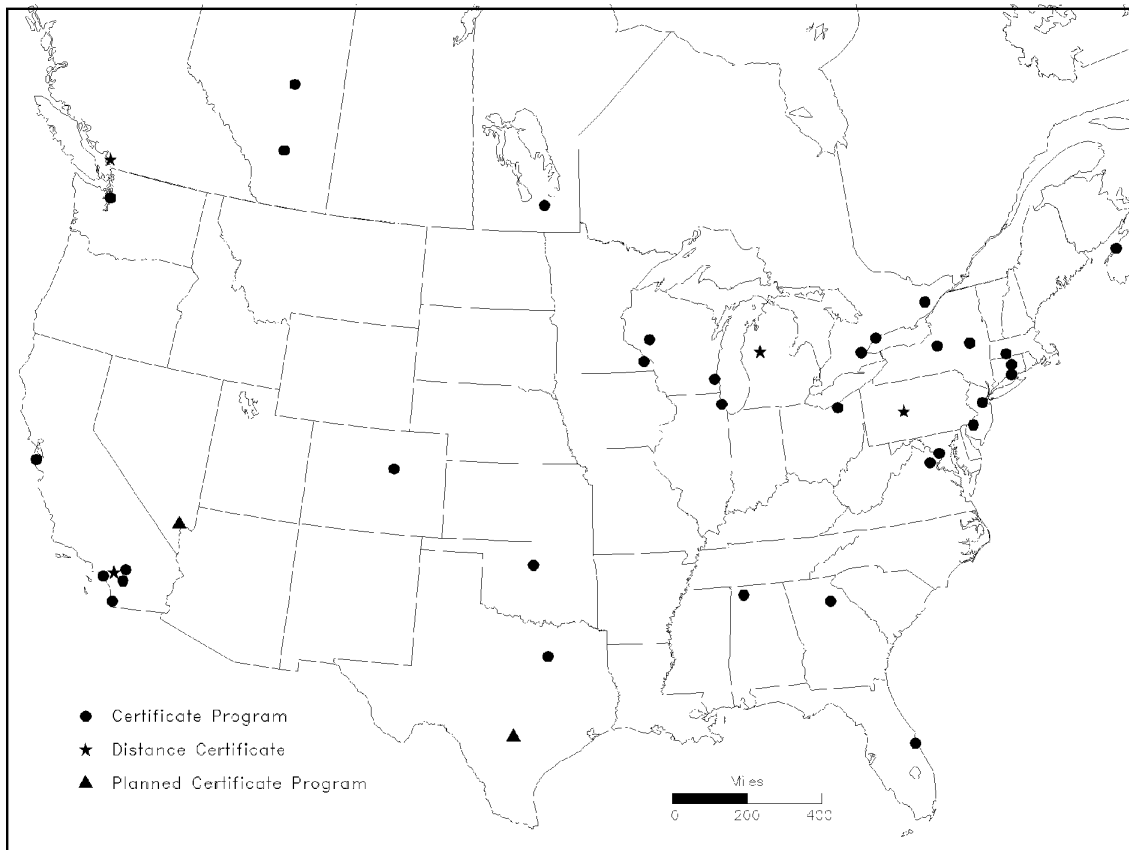 Certificate Program
Distance Certificate
Planned Certificate Program
Miles
0 200 400